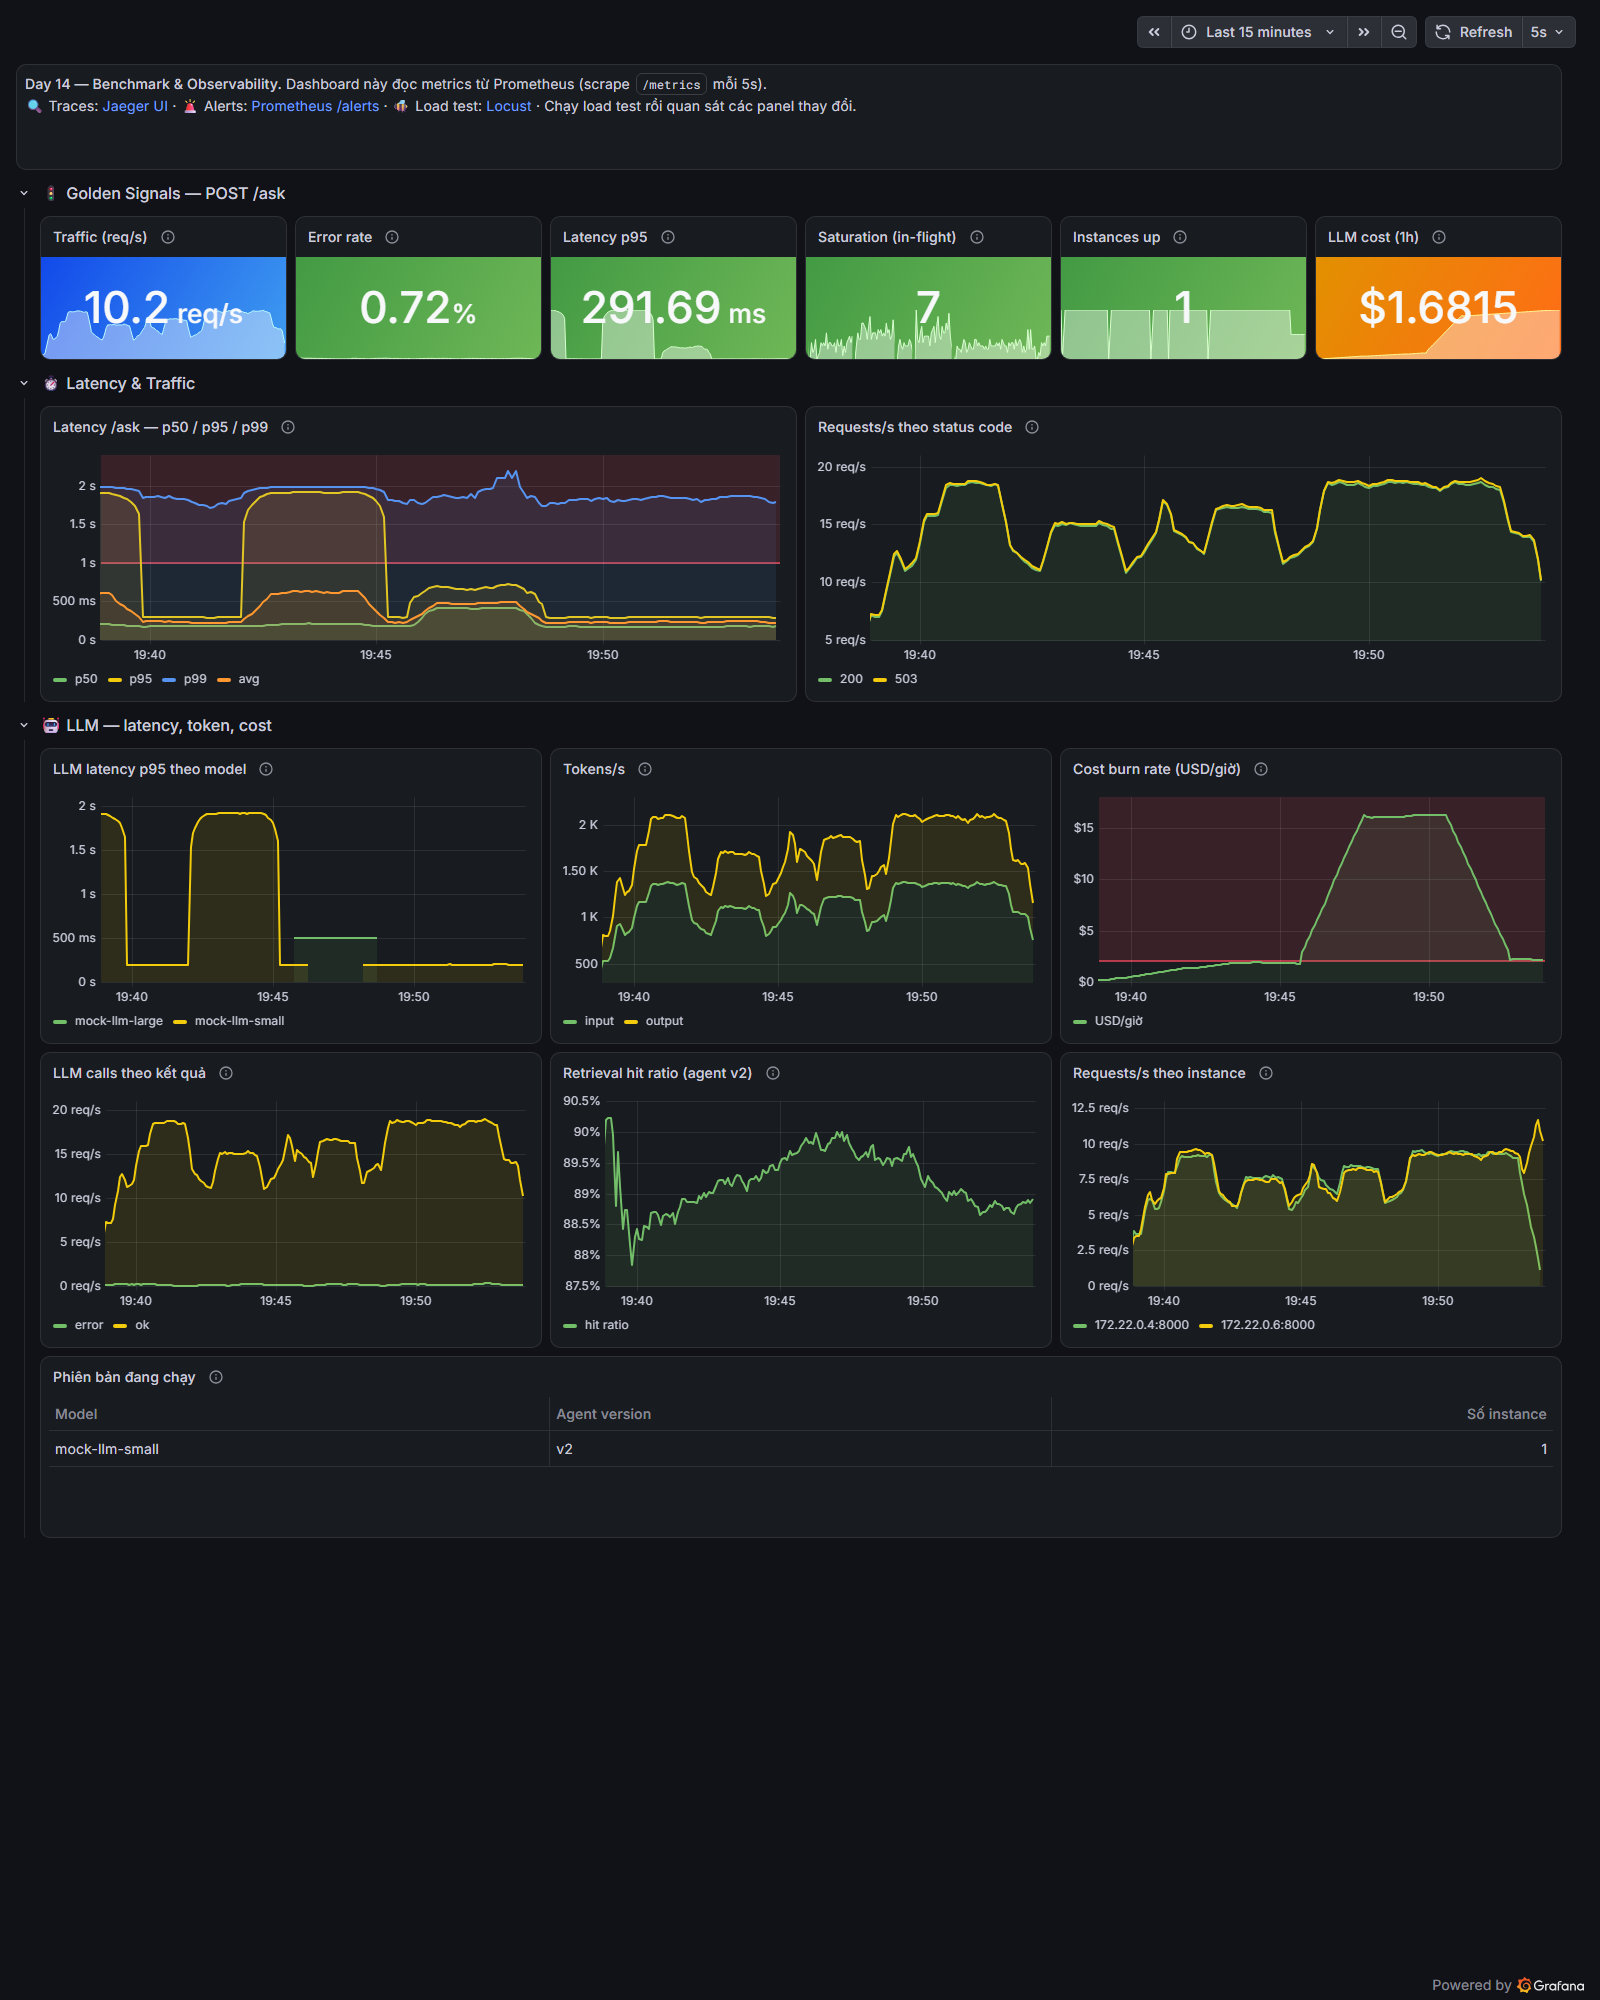 Last 15 minutes
Refresh
5s
Day 14 — Benchmark & Observability. Dashboard này đọc metrics từ Prometheus (scrape /metrics mỗi 5s).
Traces: Jaeger UI · Alerts: Prometheus /alerts · Load test: Locust · Chạy load test rồi quan sát các panel thay đổi.
Golden Signals — POST /ask
Traffic (req/s)
10.2 req/s
Error rate
0.72%
Latency p95
291.69 ms
Saturation (in-flight)
7
Instances up
1
LLM cost (1h)
$1.6815
Latency & Traffic
Latency /ask — p50 / p95 / p99
2 s
1.5 s
1 s
500 ms
0 s
19:40
19:45
19:50
p50
p95
p99
avg
Requests/s theo status code
20 req/s
15 req/s
10 req/s
5 req/s
19:40
19:45
19:50
200
503
LLM — latency, token, cost
LLM latency p95 theo model
2 s
1.5 s
1 s
500 ms
0 s
19:40
19:45
19:50
mock-llm-large
mock-llm-small
Tokens/s
2 K
1.50 K
1 K
500
19:40
19:45
19:50
input
output
Cost burn rate (USD/giờ)
$15
$10
$5
$0
19:40
19:45
19:50
USD/giờ
LLM calls theo kết quả
20 req/s
15 req/s
10 req/s
5 req/s
0 req/s
19:40
19:45
19:50
error
ok
Retrieval hit ratio (agent v2)
90.5%
90%
89.5%
89%
88.5%
88%
87.5%
19:40
19:45
19:50
hit ratio
Requests/s theo instance
12.5 req/s
10 req/s
7.5 req/s
5 req/s
2.5 req/s
0 req/s
19:40
19:45
19:50
172.22.0.4:8000
172.22.0.6:8000
Phiên bản đang chạy
Model
Agent version
Số instance
mock-llm-small
v2
1
Powered by Grafana